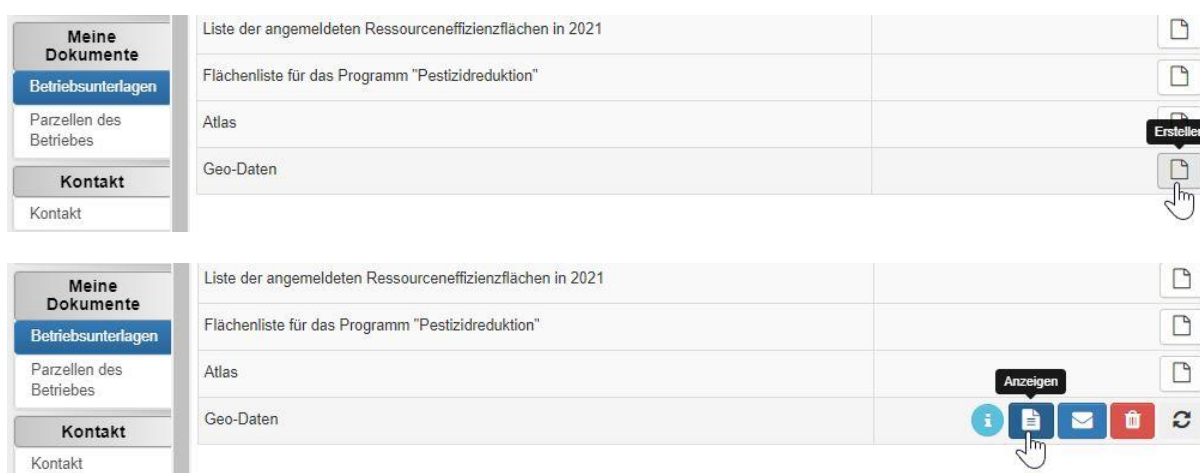 Meine
Dokumente
Betriebsunterlagen
Parzellen des
Betriebes
Kontakt
Kontakt
Liste der angemeldeten Ressourceneffizienzflächen in 2021
Flächenliste für das Programm "Pestizidreduktion"
Atlas
Geo-Daten
Erstellen
Meine
Dokumente
Betriebsunterlagen
Parzellen des
Betriebes
Kontakt
Kontakt
Liste der angemeldeten Ressourceneffizienzflächen in 2021
Flächenliste für das Programm "Pestizidreduktion"
Atlas
Anzeigen
Geo-Daten